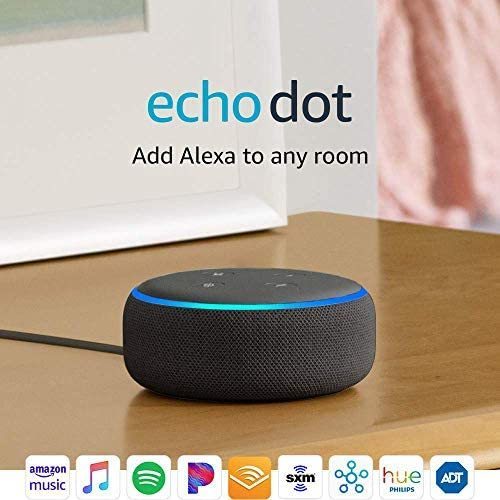 echo dot
Add Alexa to any room
amazon
music
sxm
hue
PHILIPS
ADT